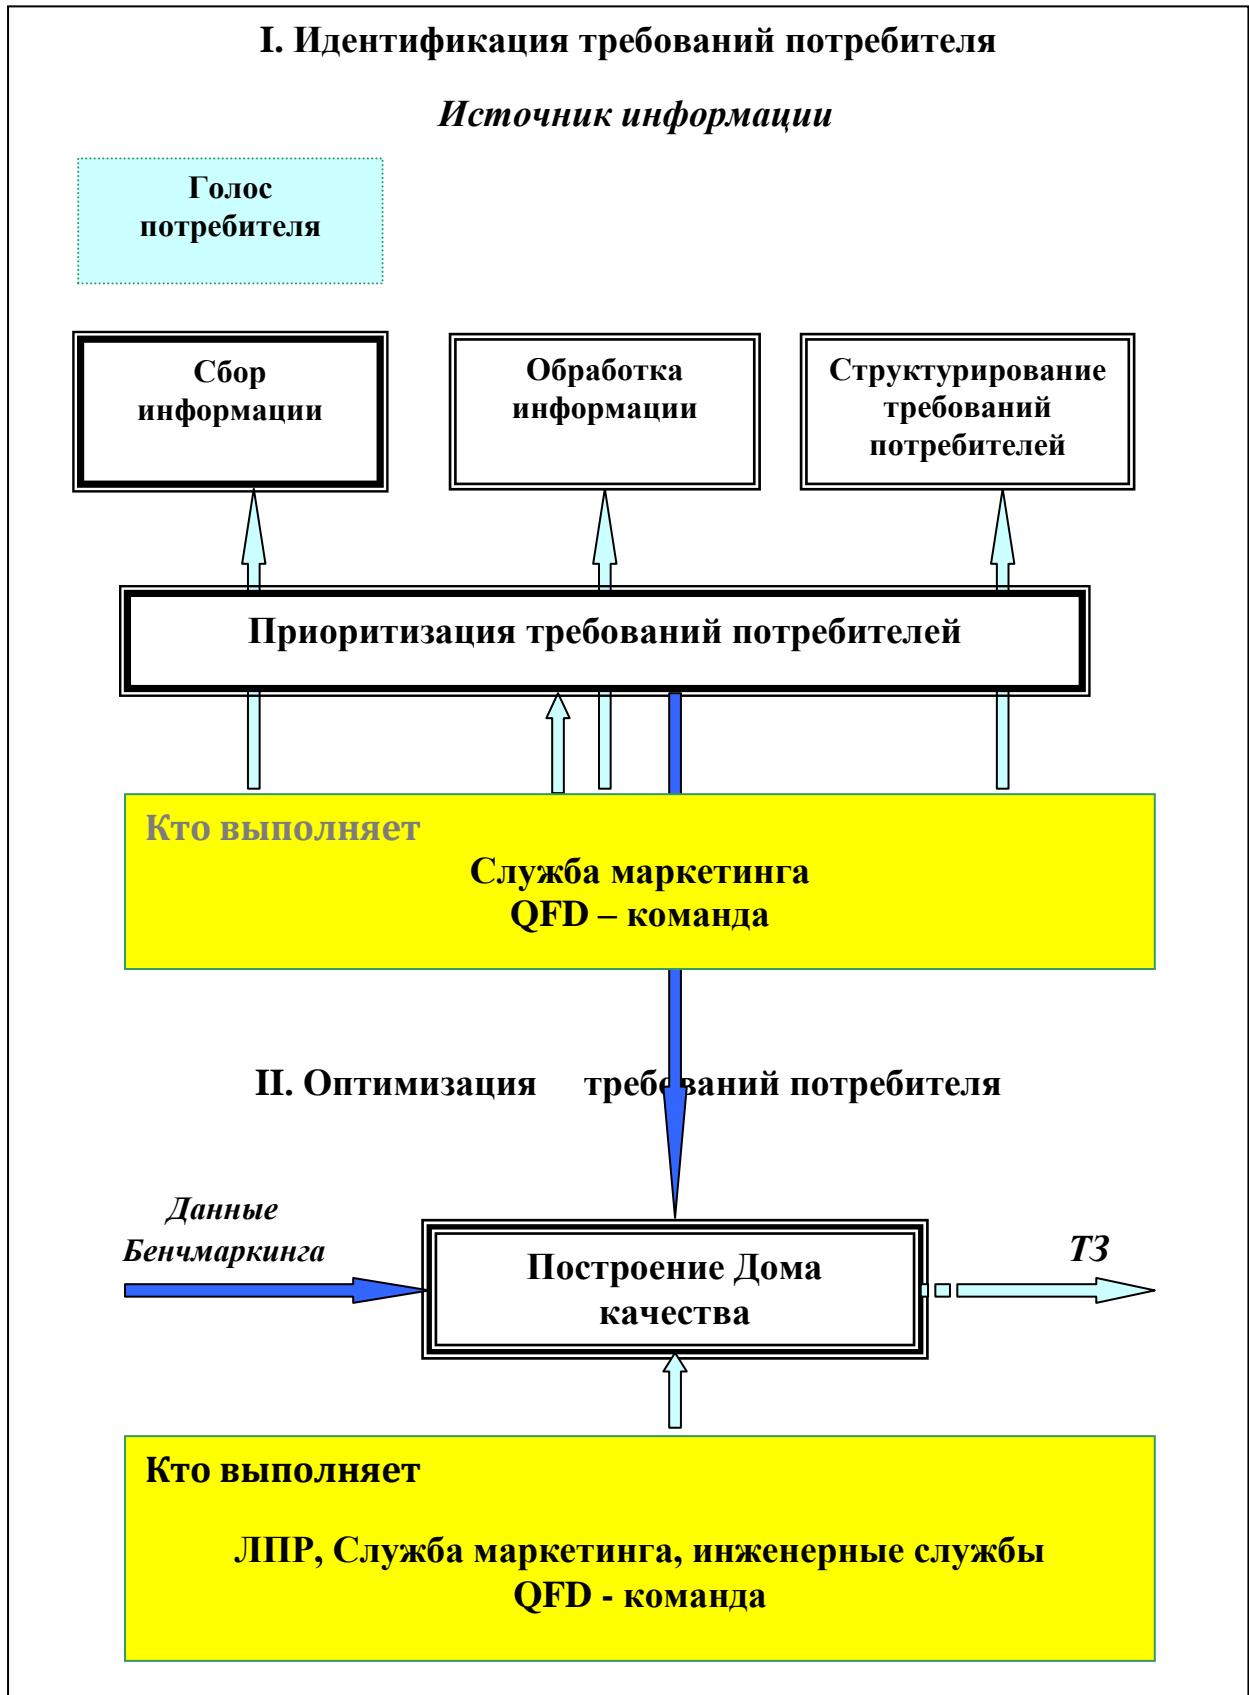 I. Идентификация требований потребителя
Источник информации
Голос
потребителя
Сбор
информации
Обработка
информации
Структурирование
требований
потребителей
Приоритизация требований потребителей
Кто выполняет
Служба маркетинга
QFD – команда
II. Оптимизация требований потребителя
Данные
Бенчмаркинга
Построение Дома
качества
ТЗ
Кто выполняет
ЛПР, Служба маркетинга, инженерные службы
QFD - команда